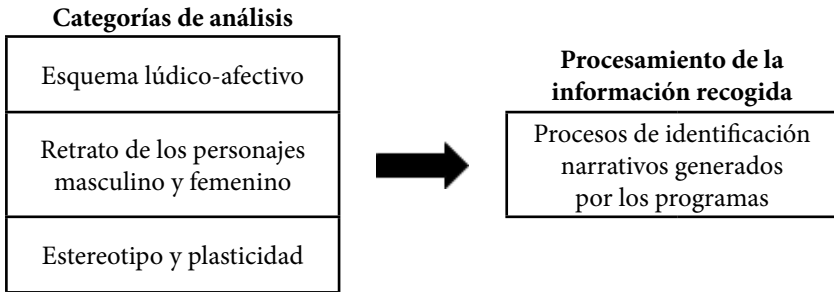 Categorías de análisis
Esquema lúdico-afectivo
Retrato de los personajes
masculino y femenino
Estereotipo y plasticidad
Procesamiento de la
información recogida
Procesos de identificación
narrativos generados
por los programas